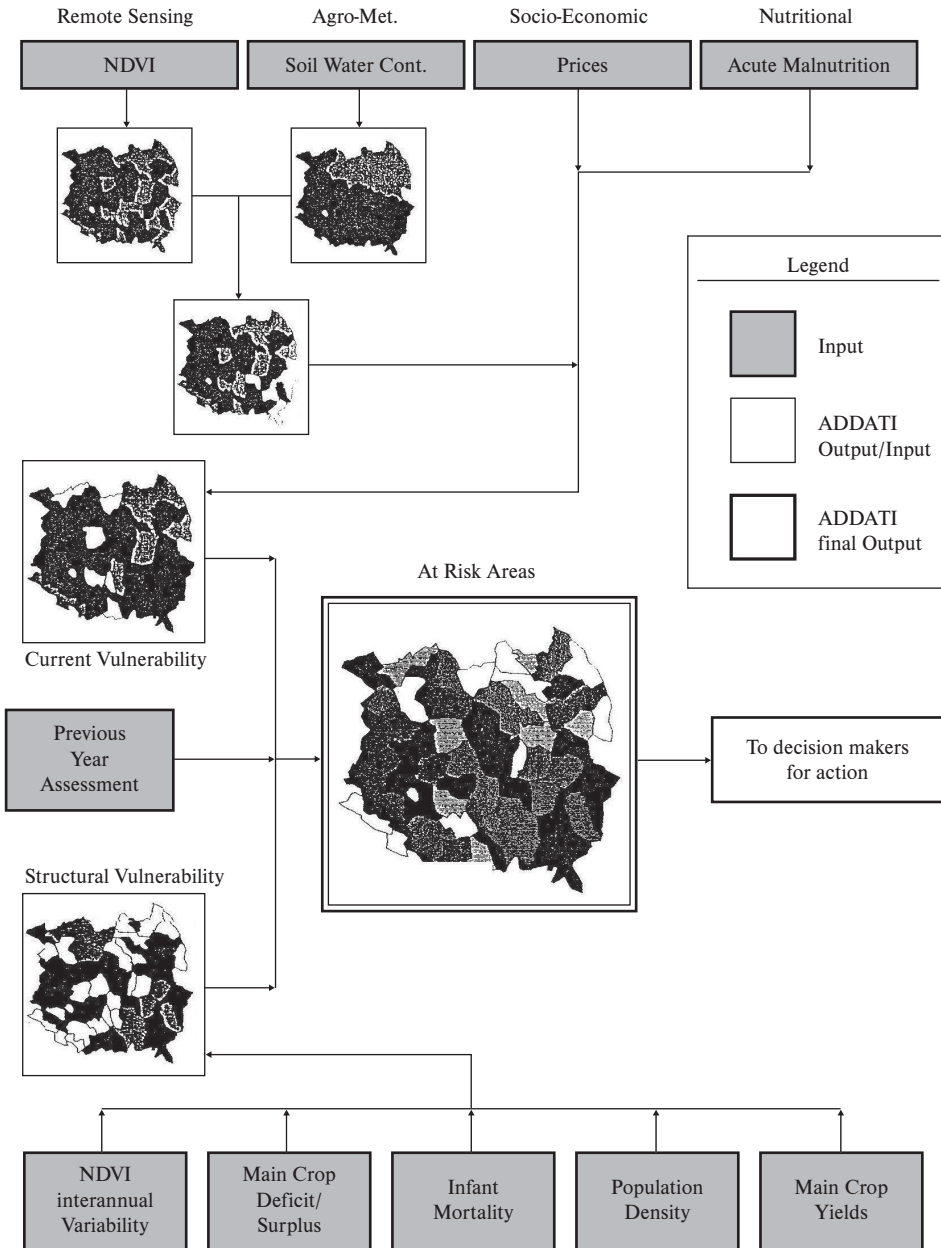 Remote Sensing
Agro-Met.
Socio-Economic
Nutritional
NDVI
Soil Water Cont.
Prices
Acute Malnutrition
Legend
Input
ADDATI
Output/Input
ADDATI
final Output
Current Vulnerability
At Risk Areas
Previous
Year
Assessment
To decision makers
for action
Structural Vulnerability
NDVI
interannual
Variability
Main Crop
Deficit/
Surplus
Infant
Mortality
Population
Density
Main Crop
Yields